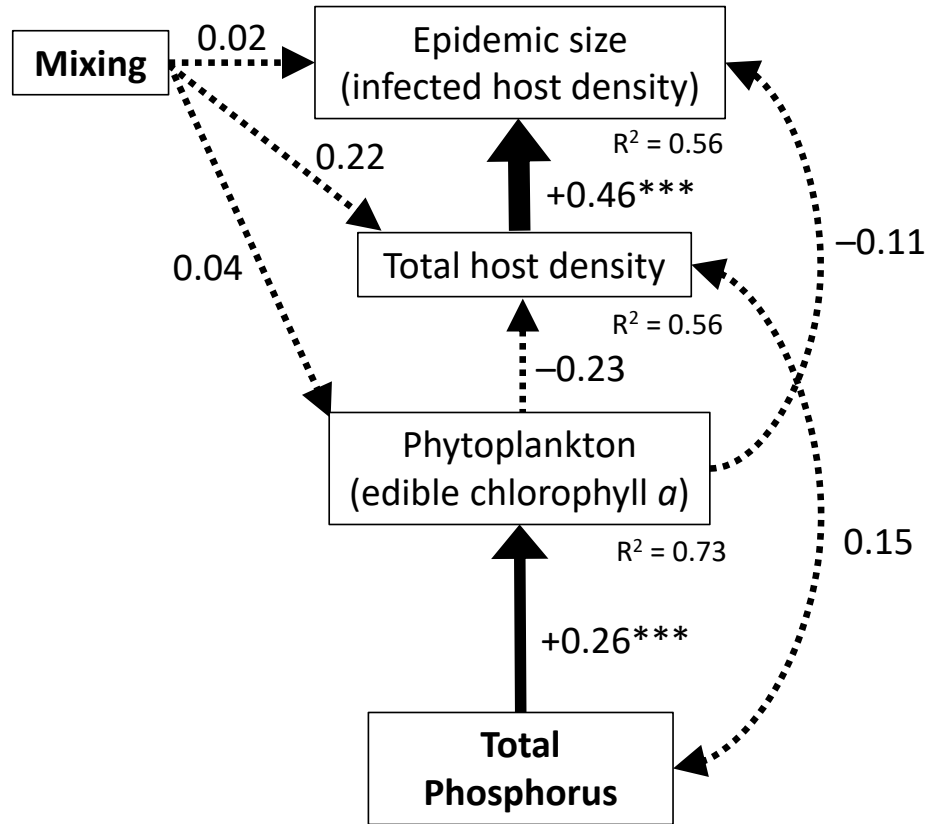 0.02
Mixing
Epidemic size
(infected host density)
R² = 0.56
0.22
+0.46***
−0.11
0.04
Total host density
R² = 0.56
−0.23
Phytoplankton
(edible chlorophyll a)
R² = 0.73
0.15
+0.26***
Total
Phosphorus